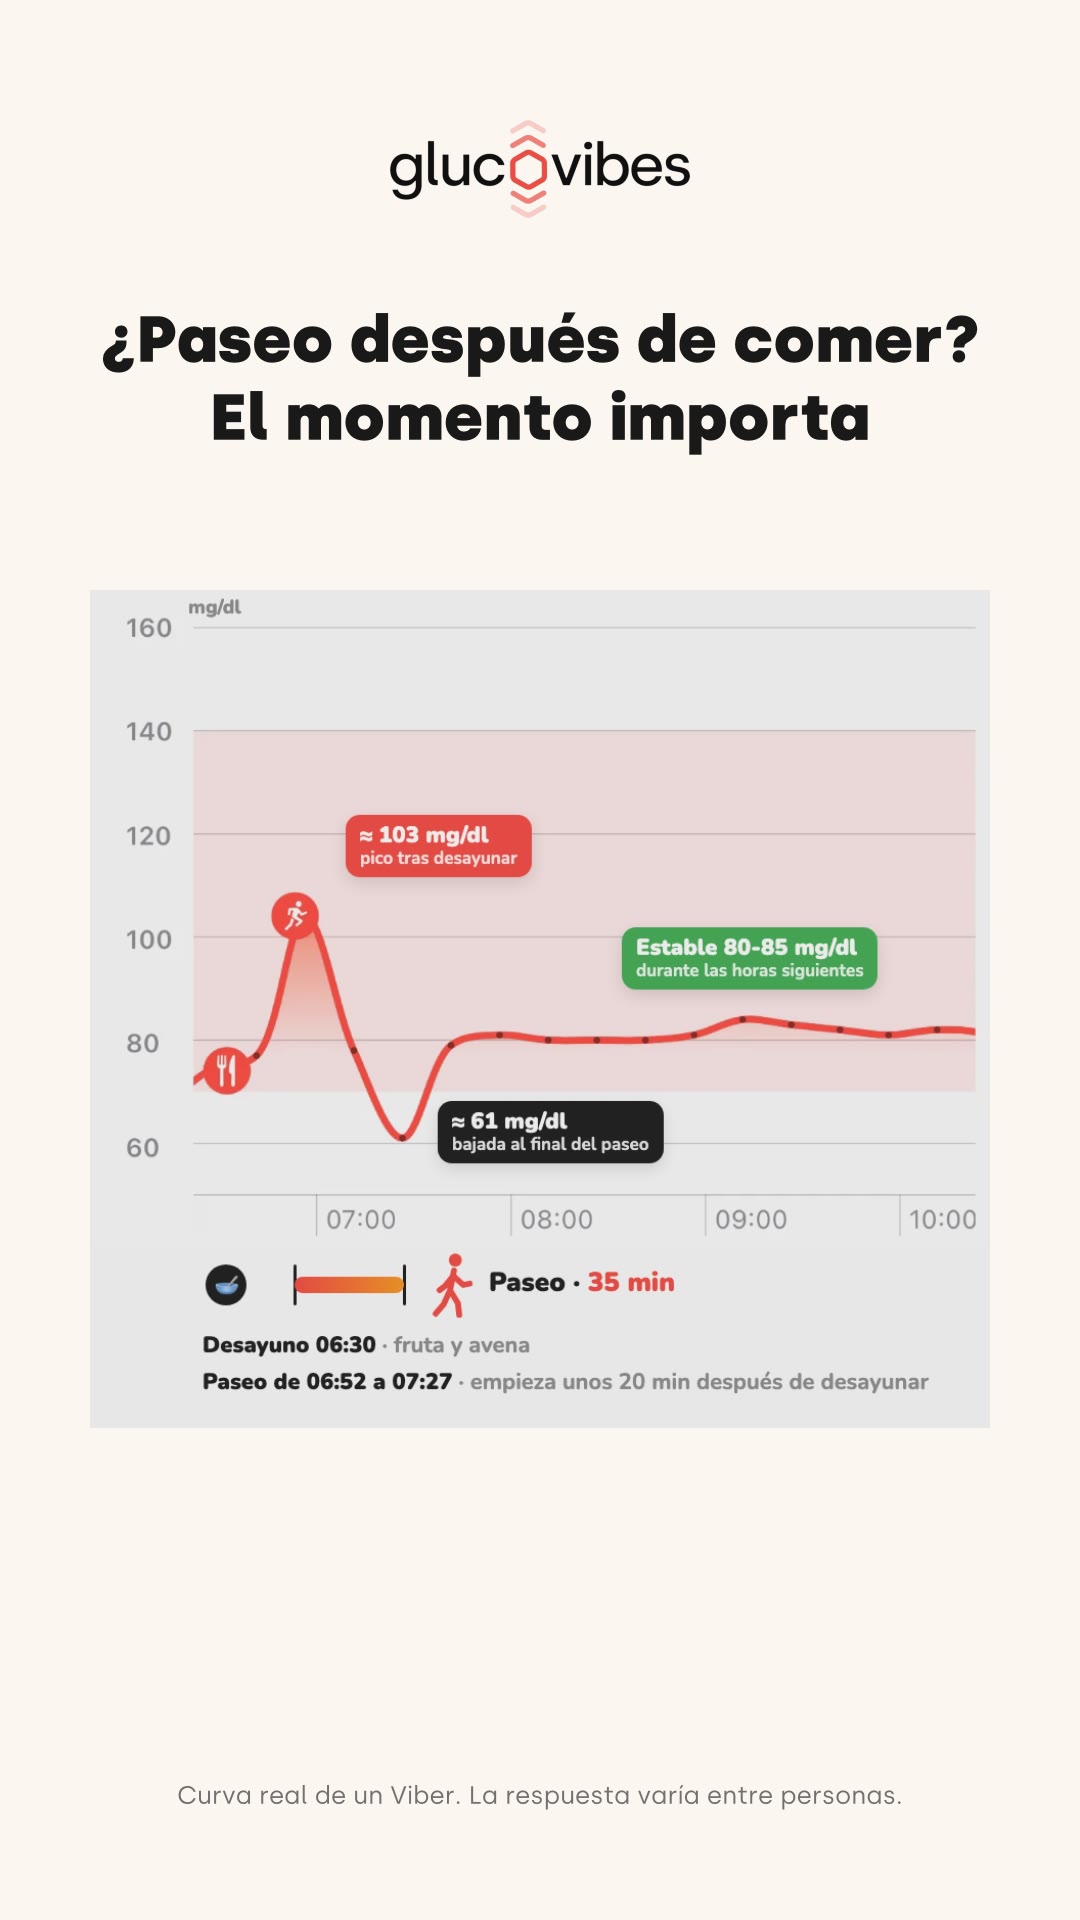 glucovibes
¿Paseo después de comer?
El momento importa
mg/dl
160
140
120
100
80
60
≈ 103 mg/dl
pico tras desayunar
Estable 80-85 mg/dl
durante las horas siguientes
≈ 61 mg/dl
bajada al final del paseo
07:00
08:00
09:00
10:00
Paseo · 35 min
Desayuno 06:30 · fruta y avena
Paseo de 06:52 a 07:27 · empieza unos 20 min después de desayunar
Curva real de un Viber. La respuesta varía entre personas.